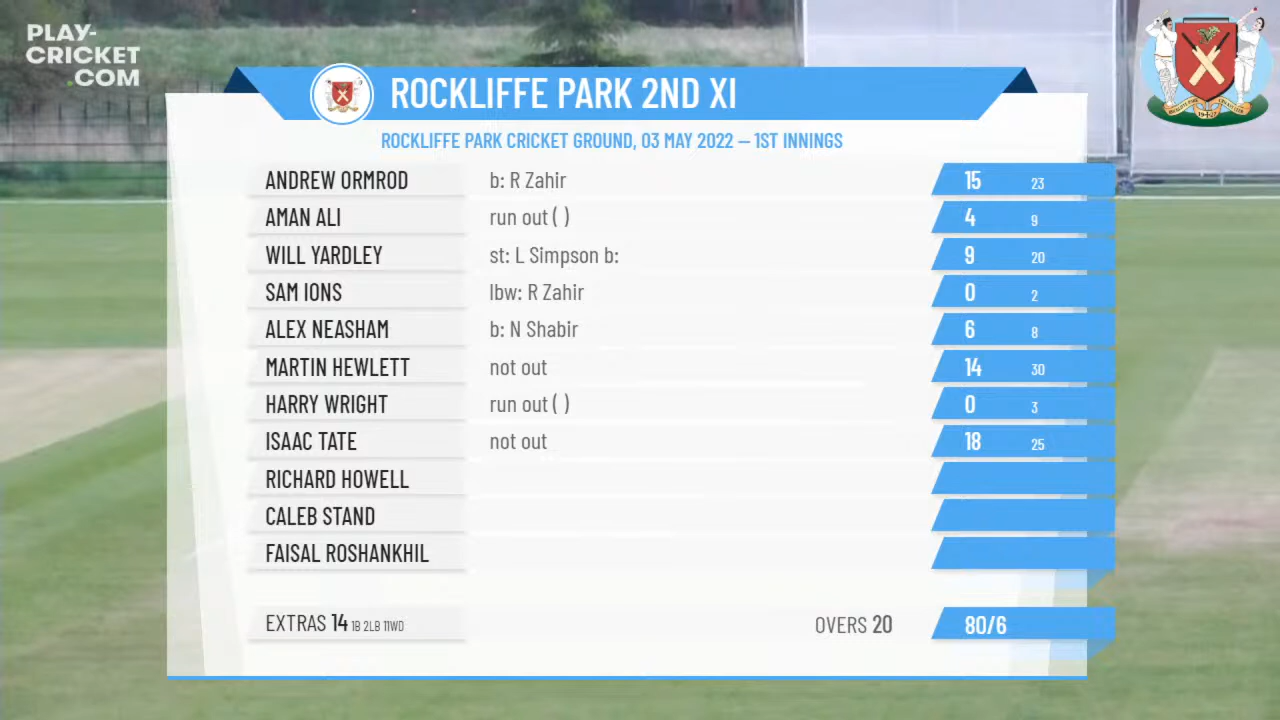 PLAY-
CRICKET
.COM
ROCKLIFFE PARK 2ND XI
ROCKLIFFE PARK CRICKET GROUND, 03 MAY 2022 – 1ST INNINGS
ANDREW ORMROD b: R Zahir 15 23
AMAN ALI run out ( ) 4 9
WILL YARDLEY st: L Simpson b: 9 20
SAM IONS lbw: R Zahir 0 2
ALEX NEASHAM b: N Shabir 6 8
MARTIN HEWLETT not out 14 30
HARRY WRIGHT run out ( ) 0 3
ISAAC TATE not out 18 25
RICHARD HOWELL
CALEB STAND
FAISAL ROSHANKHIL
EXTRAS 14 1B 2LB 11WD OVERS 20 80/6